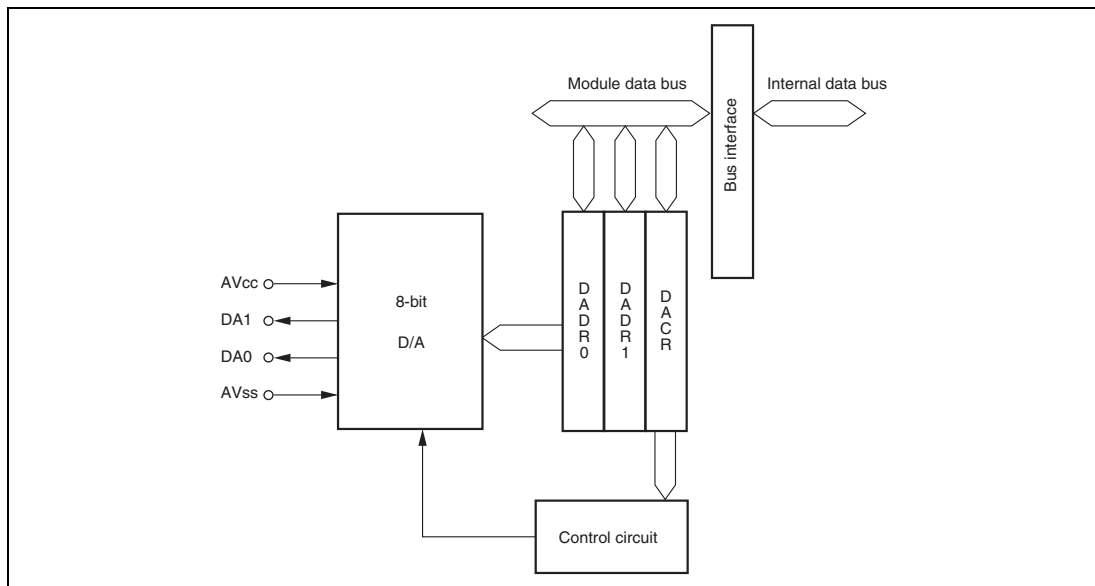 Module data bus
Internal data bus
Bus interface
AVcc
DA1
DA0
AVss
8-bit
D/A
DADR0
DADR1
DACR
Control circuit